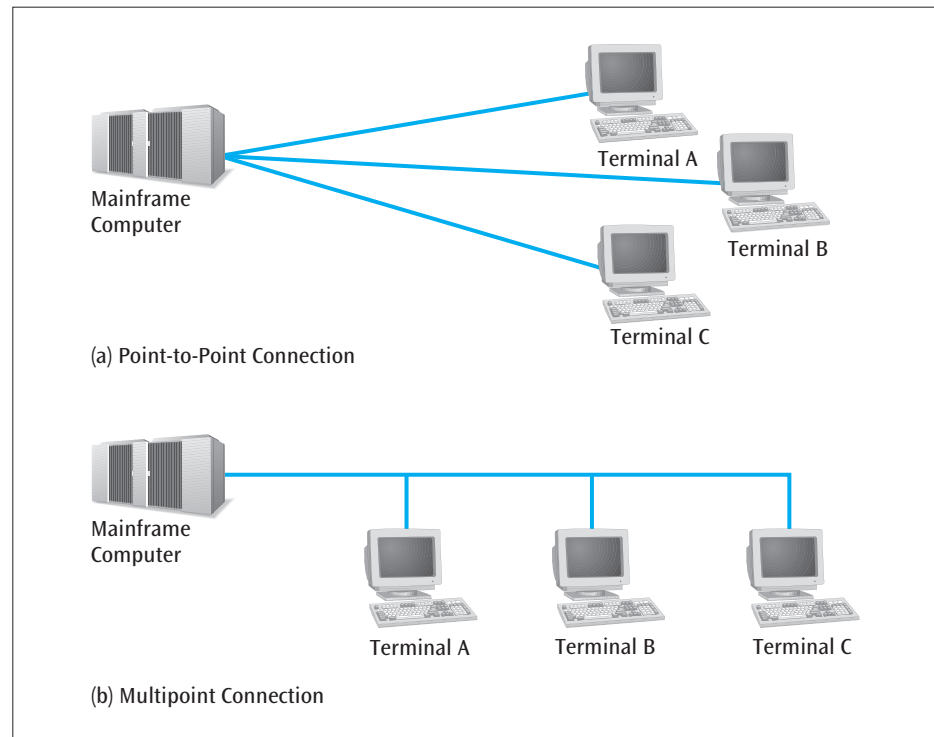 Terminal A
Mainframe
Computer
Terminal B
Terminal C
(a) Point-to-Point Connection
Mainframe
Computer
Terminal A
Terminal B
Terminal C
(b) Multipoint Connection